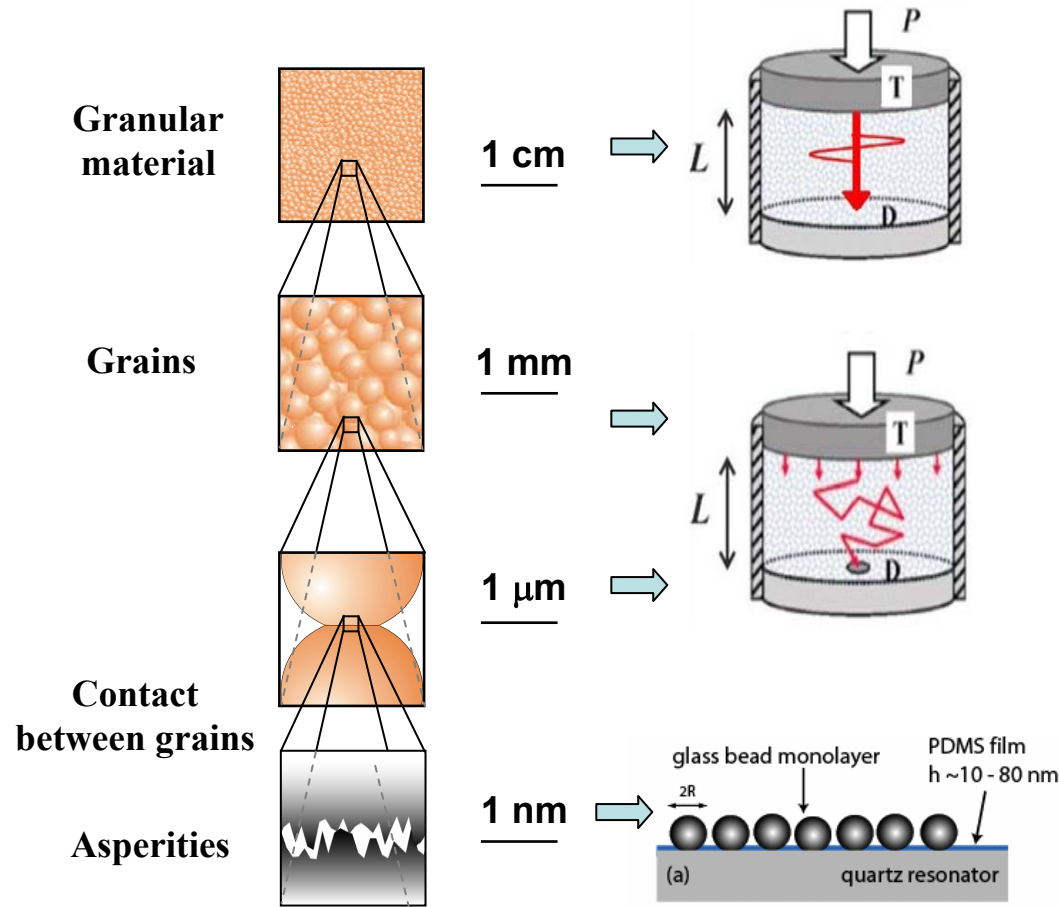 Granular
material
1 cm
P
T
L
D
Grains
1 mm
P
T
L
D
1 μm
Contact
between grains
Asperities
1 nm
glass bead monolayer
PDMS film
h ~10 - 80 nm
2R
(a)
quartz resonator